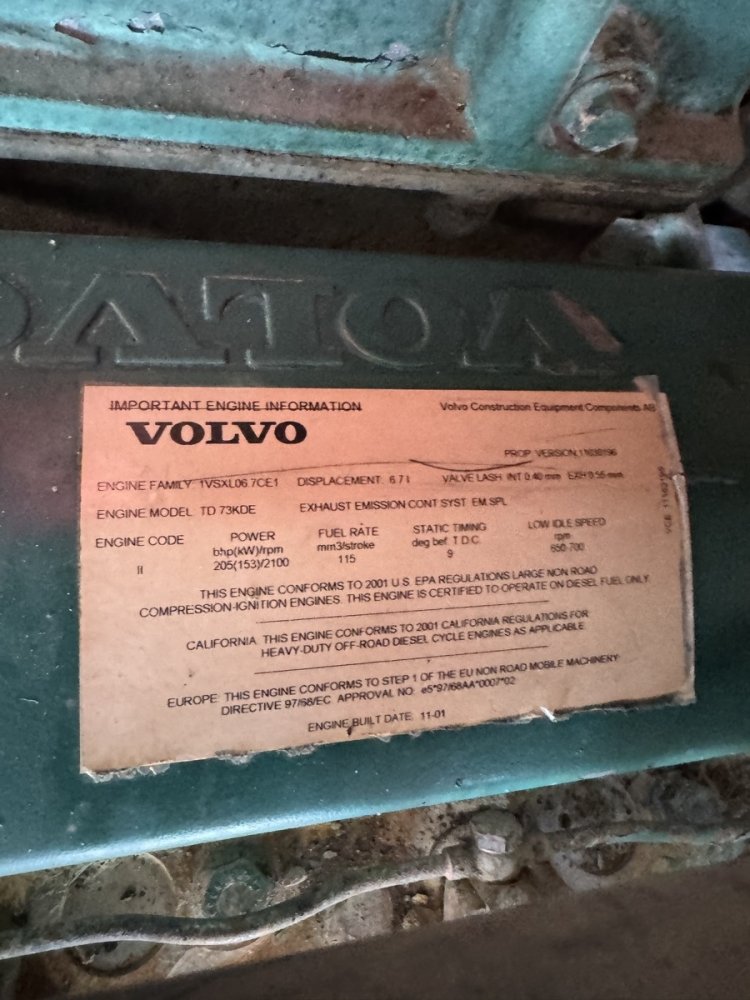 VOLVO
IMPORTANT ENGINE INFORMATION Volvo Construction Equipment Components AB
VOLVO
PROP. VERSION 11030196
ENGINE FAMILY 1VSXL06.7CE1 DISPLACEMENT: 6.7 l VALVE LASH INT 0.40 mm EXH 0.55 mm
ENGINE MODEL TD 73KDE EXHAUST EMISSION CONT SYST EM.SPL
ENGINE CODE POWER FUEL RATE STATIC TIMING LOW IDLE SPEED
bhp(kW)/rpm mm3/stroke deg bef. T.D.C. rpm
II 205(153)/2100 115 9 650-700
THIS ENGINE CONFORMS TO 2001 U.S. EPA REGULATIONS LARGE NON ROAD
COMPRESSION-IGNITION ENGINES. THIS ENGINE IS CERTIFIED TO OPERATE ON DIESEL FUEL ONLY.
CALIFORNIA: THIS ENGINE CONFORMS TO 2001 CALIFORNIA REGULATIONS FOR
HEAVY-DUTY OFF-ROAD DIESEL CYCLE ENGINES AS APPLICABLE
EUROPE: THIS ENGINE CONFORMS TO STEP 1 OF THE EU NON ROAD MOBILE MACHINERY
DIRECTIVE 97/68/EC. APPROVAL NO: e5*97/68AA*0007*02
ENGINE BUILT DATE: 11-01
VCE